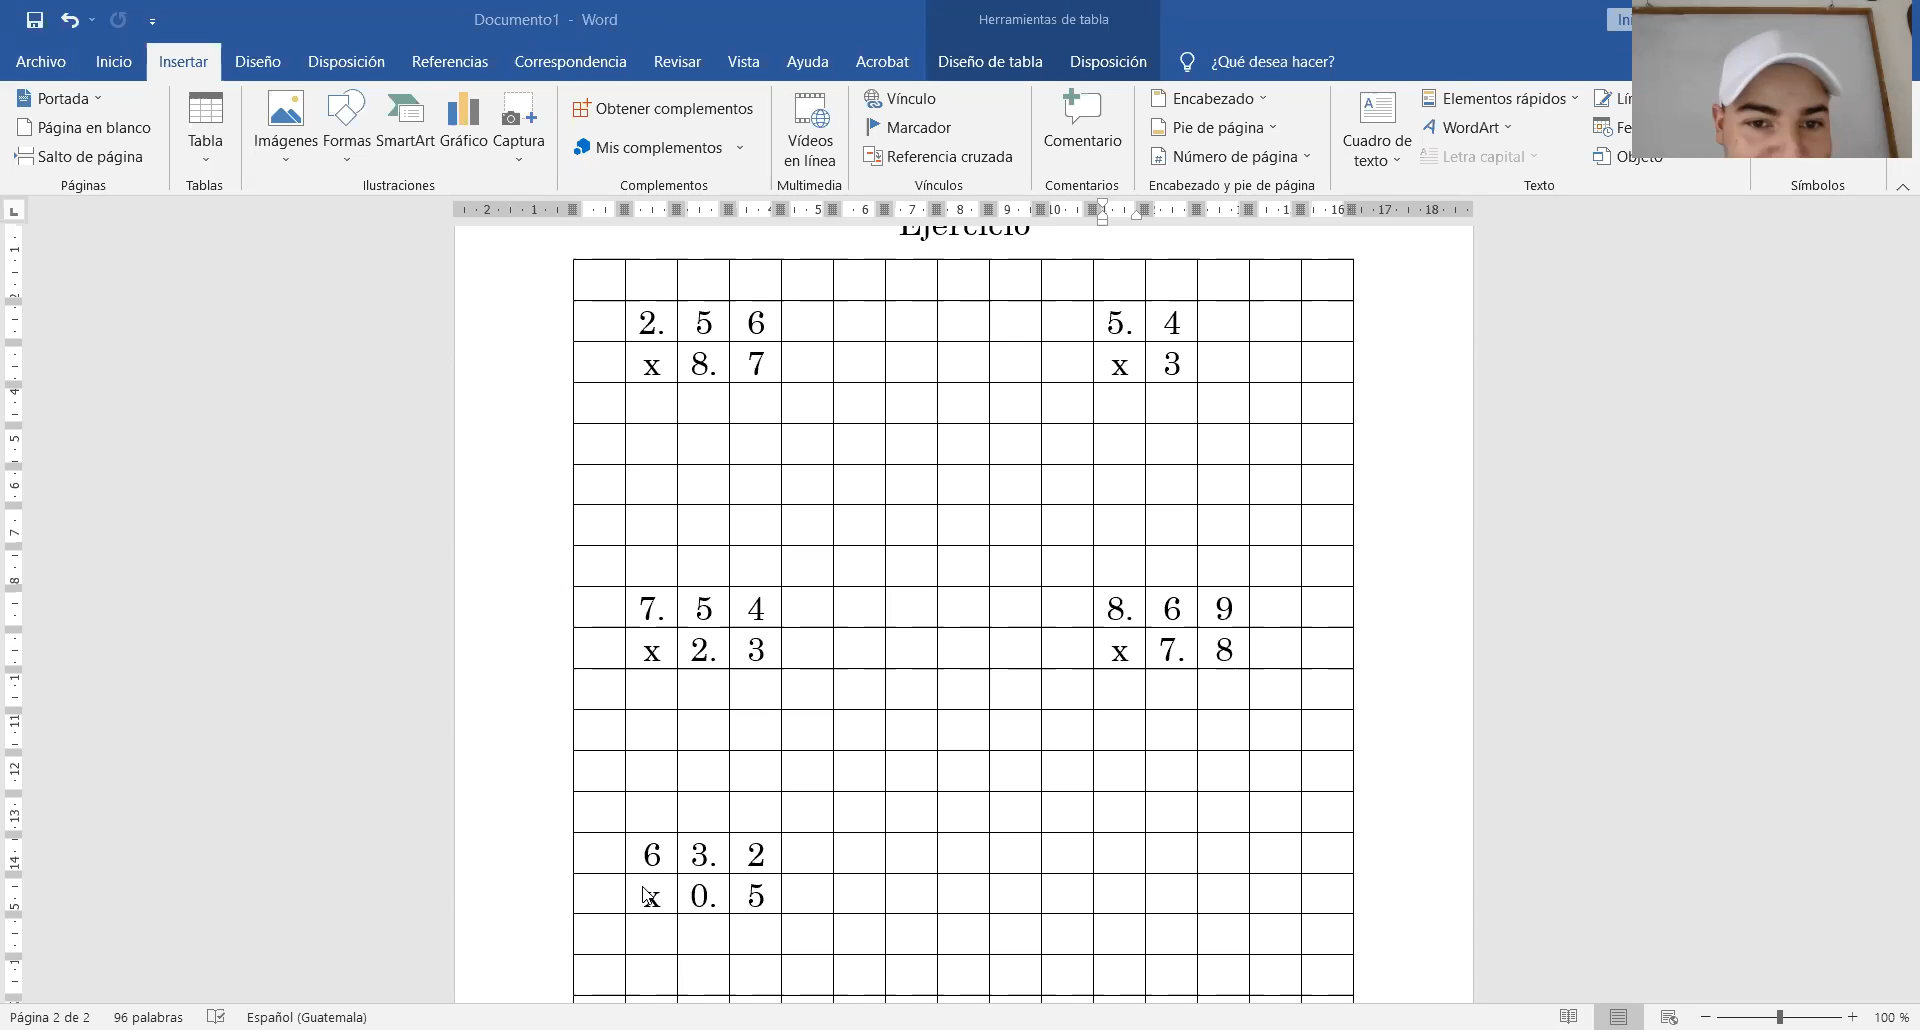 Documento1 - Word
Herramientas de tabla
Archivo Inicio Insertar Diseño Disposición Referencias Correspondencia Revisar Vista Ayuda Acrobat Diseño de tabla Disposición ¿Qué desea hacer?
Portada
Página en blanco
Salto de página
Páginas
Tabla
Tablas
Imágenes Formas SmartArt Gráfico Captura
Ilustraciones
Obtener complementos
Mis complementos
Complementos
Vídeos
en línea
Multimedia
Vínculo
Marcador
Referencia cruzada
Vínculos
Comentario
Comentarios
Encabezado
Pie de página
Número de página
Encabezado y pie de página
Cuadro de
texto
Elementos rápidos
WordArt
Letra capital
Objeto
Texto
Símbolos
Ejercicio
2. 5 6 5. 4
x 8. 7 x 3
7. 5 4 8. 6 9
x 2. 3 x 7. 8
6 3. 2
x 0. 5
Página 2 de 2 96 palabras Español (Guatemala) 100 %